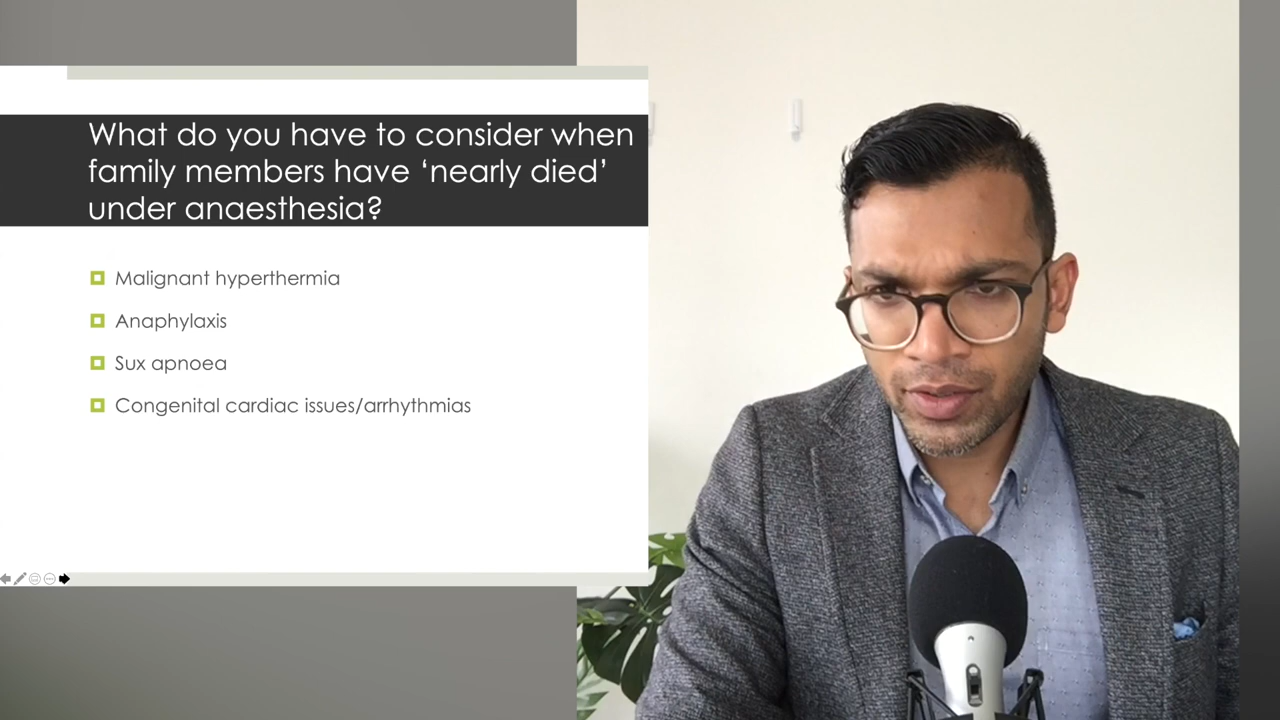 What do you have to consider when
family members have ‘nearly died’
under anaesthesia?
Malignant hyperthermia
Anaphylaxis
Sux apnoea
Congenital cardiac issues/arrhythmias